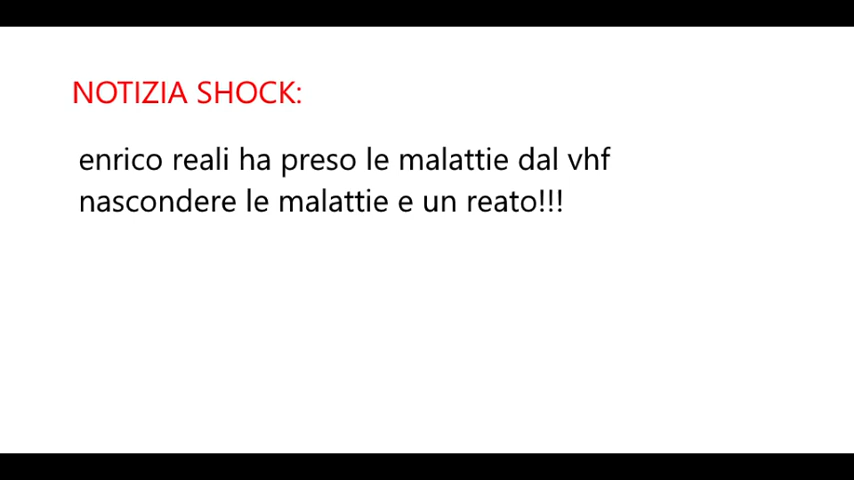 NOTIZIA SHOCK:
enrico reali ha preso le malattie dal vhf
nascondere le malattie e un reato!!!